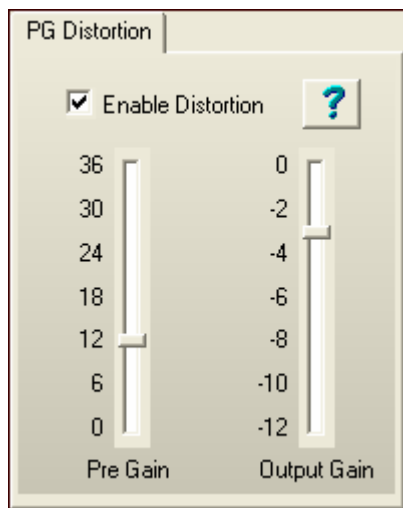 PG Distortion
Enable Distortion ?
36 0
30 -2
24 -4
18 -6
12 -8
6 -10
0 -12
Pre Gain Output Gain